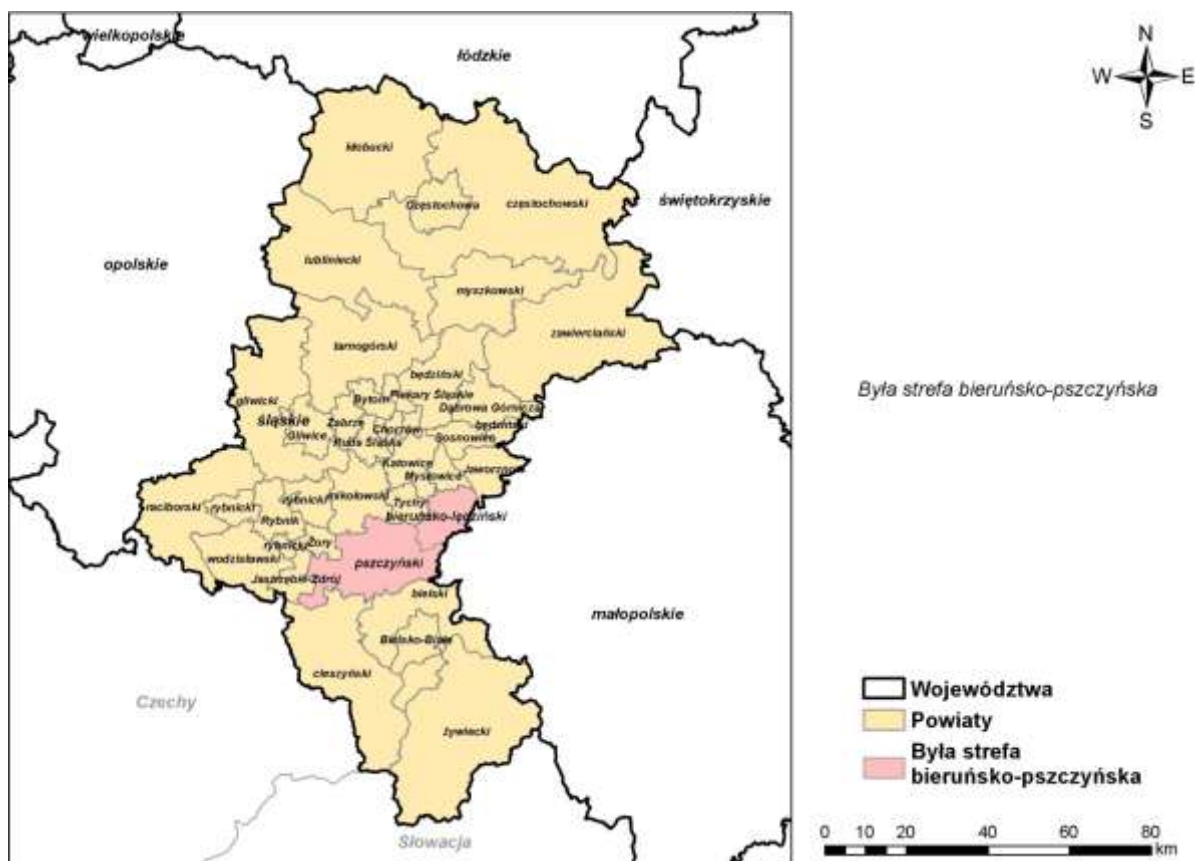 wielkopolskie
łódzkie
N
W E
S
kłobucki
Częstochowa
częstochowski
świętokrzyskie
opolskie
lubliniecki
myszkowski
zawierciański
tarnogórski
będziński
Bytom
Piekary Śląskie
gliwicki
Dąbrowa Górnicza
śląskie
Zabrze
Chorzów
będziński
Gliwice
Ruda Śląska
Sosnowiec
Katowice
Mysłowice
Jaworzno
raciborski
rybnicki
rybnicki
mikołowski
Tychy
bieruńsko-lędziński
Rybnik
rybnicki
Żory
wodzisławski
pszczyński
Jastrzębie-Zdrój
bielski
małopolskie
Bielsko-Biała
cieszyński
Czechy
żywiecki
Słowacja
Była strefa bieruńsko-pszczyńska
Województwa
Powiaty
Była strefa
bieruńsko-pszczyńska
0 5 10 20 40 60 80
km